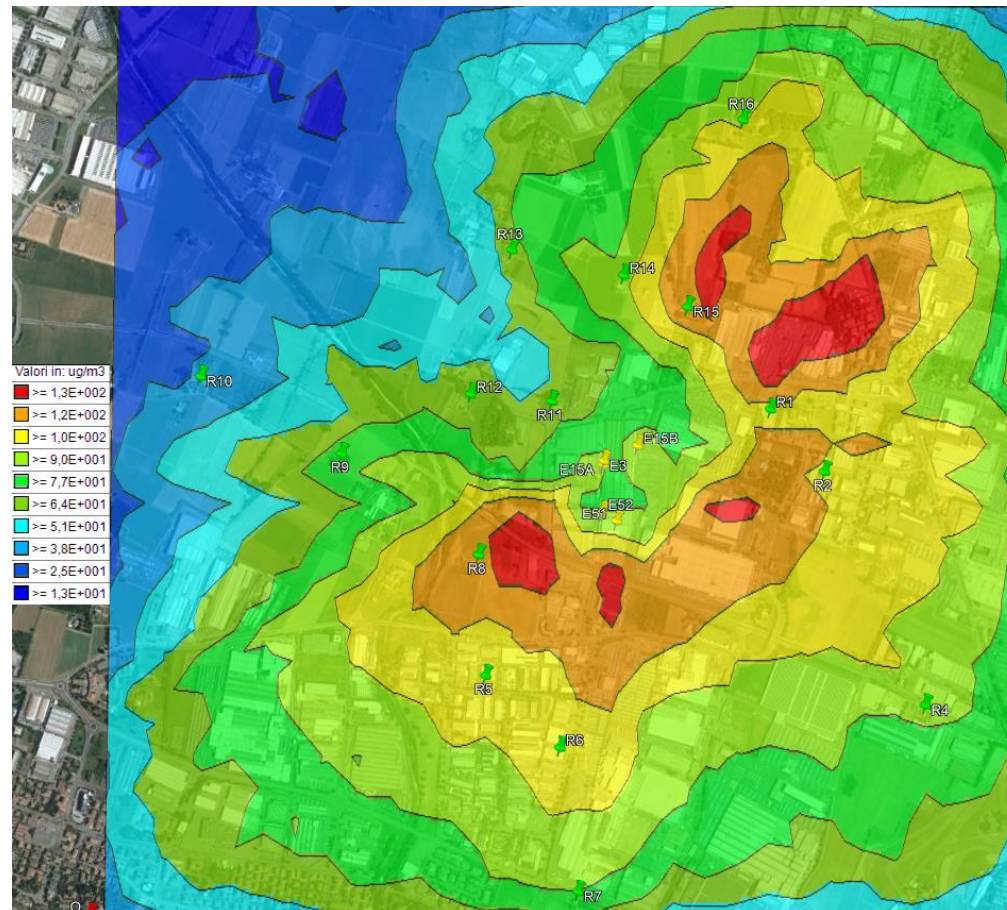 R16
R13
R14
R15
Valori in: ug/m3
>= 1,3E+002
>= 1,2E+002
>= 1,0E+002
>= 9,0E+001
>= 7,7E+001
>= 6,4E+001
>= 5,1E+001
>= 3,8E+001
>= 2,5E+001
>= 1,3E+001
R10
R12
R11
R1
R9
E15B
E15A
E3
R2
E51
E52
R8
R5
R4
R6
R7
O